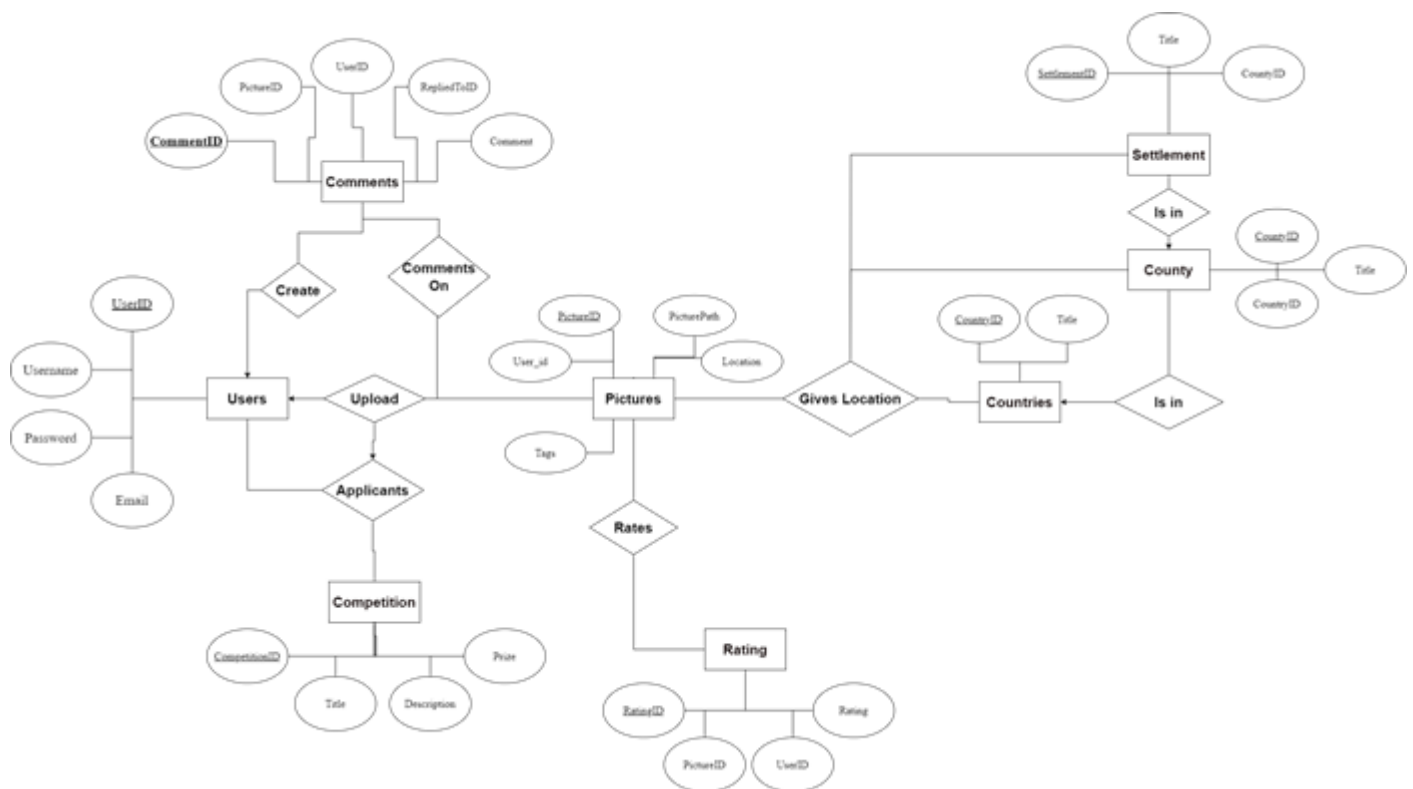 Title
SettlementID
CountyID
UserID
PictureID
RepliedToID
CommentID
Comment
Settlement
Comments
Is in
Comments
On
Create
County
CountyID
Title
CountryID
UserID
PictureID
PicturePath
CountryID
Title
User_id
Location
Username
Users
Upload
Pictures
Gives Location
Countries
Is in
Password
Tags
Applicants
Email
Rates
Competition
Rating
CompetitionID
Prize
Title
Description
RatingID
Rating
PictureID
UserID